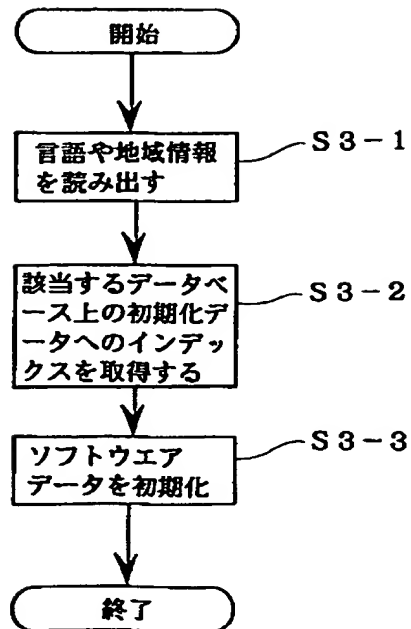 開始
言語や地域情報
を読み出す
S3-1
該当するデータベ
ース上の初期化デ
ータへのインデッ
クスを取得する
S3-2
ソフトウエア
データを初期化
S3-3
終了